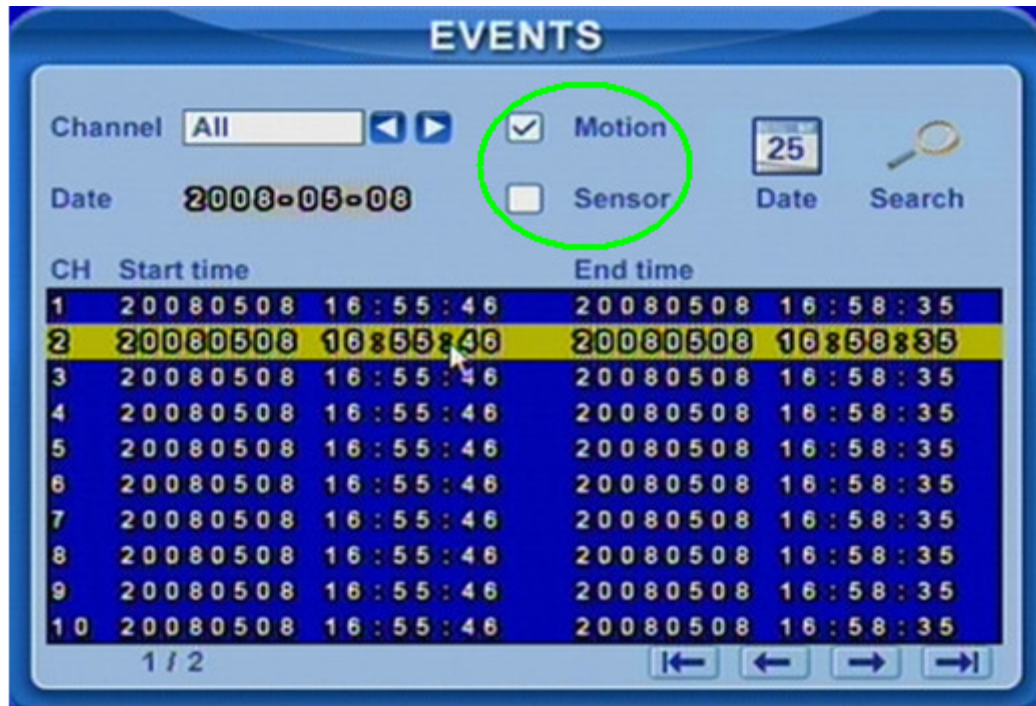 EVENTS
Channel All Motion 25
Date 2008-05-08 Sensor Date Search
CH Start time End time
1 20080508 16:55:46 20080508 16:58:35
2 20080508 16:55:46 20080508 16:58:35
3 20080508 16:55:46 20080508 16:58:35
4 20080508 16:55:46 20080508 16:58:35
5 20080508 16:55:46 20080508 16:58:35
6 20080508 16:55:46 20080508 16:58:35
7 20080508 16:55:46 20080508 16:58:35
8 20080508 16:55:46 20080508 16:58:35
9 20080508 16:55:46 20080508 16:58:35
10 20080508 16:55:46 20080508 16:58:35
1 / 2